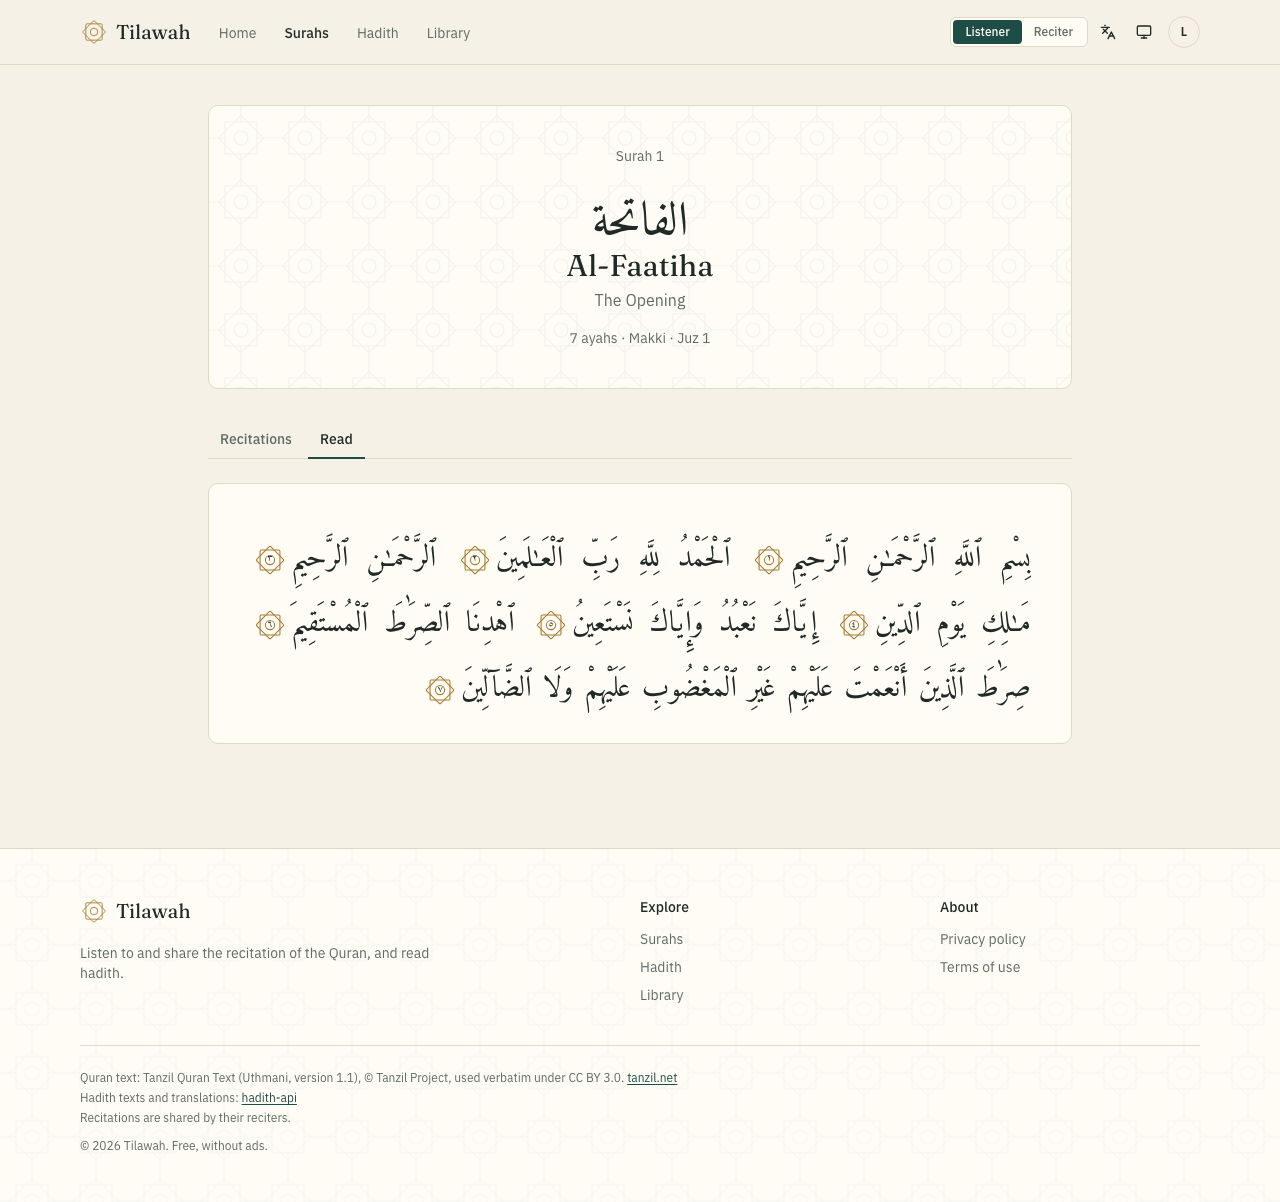 Tilawah
Home
Surahs
Hadith
Library
Listener
Reciter
L
Surah 1
الفاتحة
Al-Faatiha
The Opening
7 ayahs · Makki · Juz 1
Recitations
Read
بِسْمِ ٱللَّهِ ٱلرَّحْمَـٰنِ ٱلرَّحِيمِ ١ ٱلْحَمْدُ لِلَّهِ رَبِّ ٱلْعَـٰلَمِينَ ٢ ٱلرَّحْمَـٰنِ ٱلرَّحِيمِ ٣
مَـٰلِكِ يَوْمِ ٱلدِّينِ ٤ إِيَّاكَ نَعْبُدُ وَإِيَّاكَ نَسْتَعِينُ ٥ ٱهْدِنَا ٱلصِّرَٰطَ ٱلْمُسْتَقِيمَ ٦
صِرَٰطَ ٱلَّذِينَ أَنْعَمْتَ عَلَيْهِمْ غَيْرِ ٱلْمَغْضُوبِ عَلَيْهِمْ وَلَا ٱلضَّآلِّينَ ٧
Tilawah
Listen to and share the recitation of the Quran, and read
hadith.
Explore
Surahs
Hadith
Library
About
Privacy policy
Terms of use
Quran text: Tanzil Quran Text (Uthmani, version 1.1), © Tanzil Project, used verbatim under CC BY 3.0. tanzil.net
Hadith texts and translations: hadith-api
Recitations are shared by their reciters.
© 2026 Tilawah. Free, without ads.